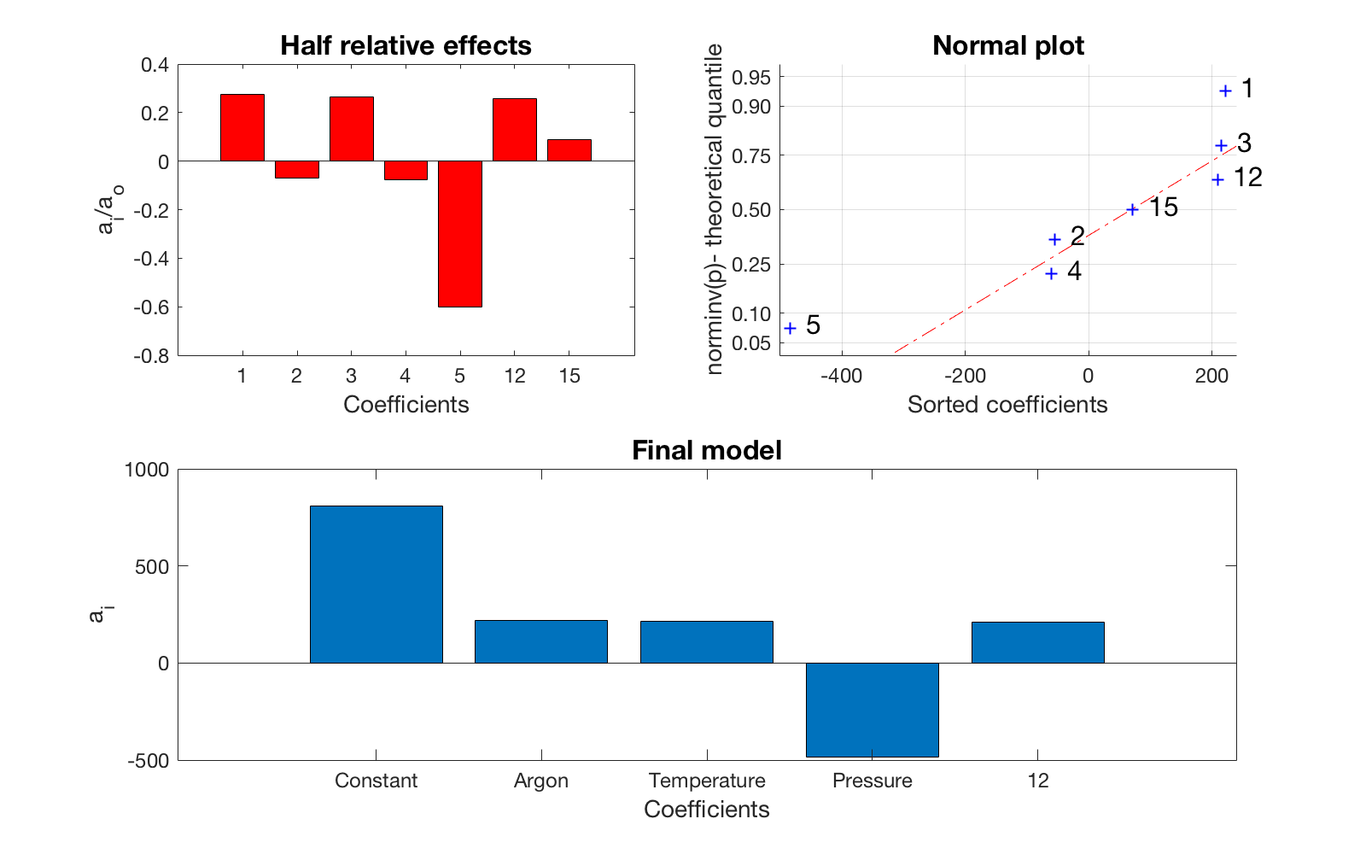 Half relative effects
0.4
0.2
0
-0.2
-0.4
-0.6
-0.8
a_i/a_o
1 2 3 4 5 12 15
Coefficients
Normal plot
norminv(p)- theoretical quantile
0.95
0.90
0.75
0.50
0.25
0.10
0.05
1
3
12
15
2
4
5
-400 -200 0 200
Sorted coefficients
Final model
1000
500
0
-500
a_i
Constant Argon Temperature Pressure 12
Coefficients